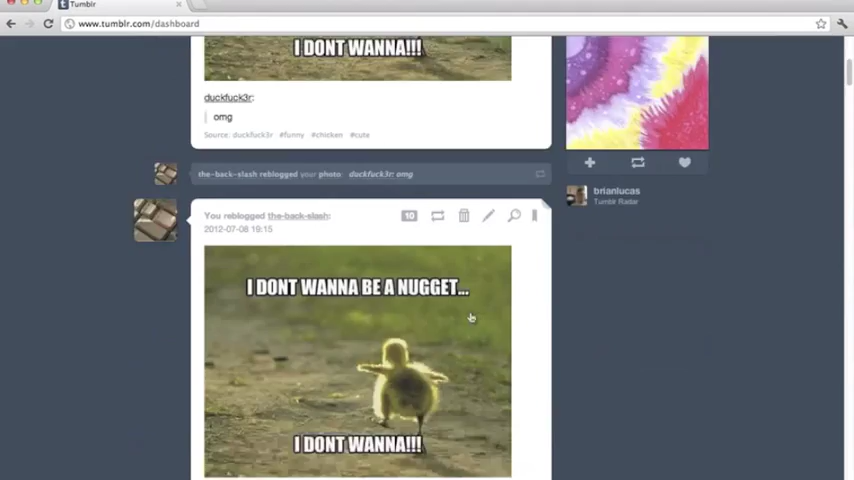 Tumblr
www.tumblr.com/dashboard
I DONT WANNA!!!
duckfuck3r:
omg
Source: duckfuck3r #funny #chicken #cute
the-back-slash reblogged your photo: duckfuck3r: omg
brianlucas
Tumblr Radar
You reblogged the-back-slash:
10
2012-07-08 19:15
I DONT WANNA BE A NUGGET...
I DONT WANNA!!!